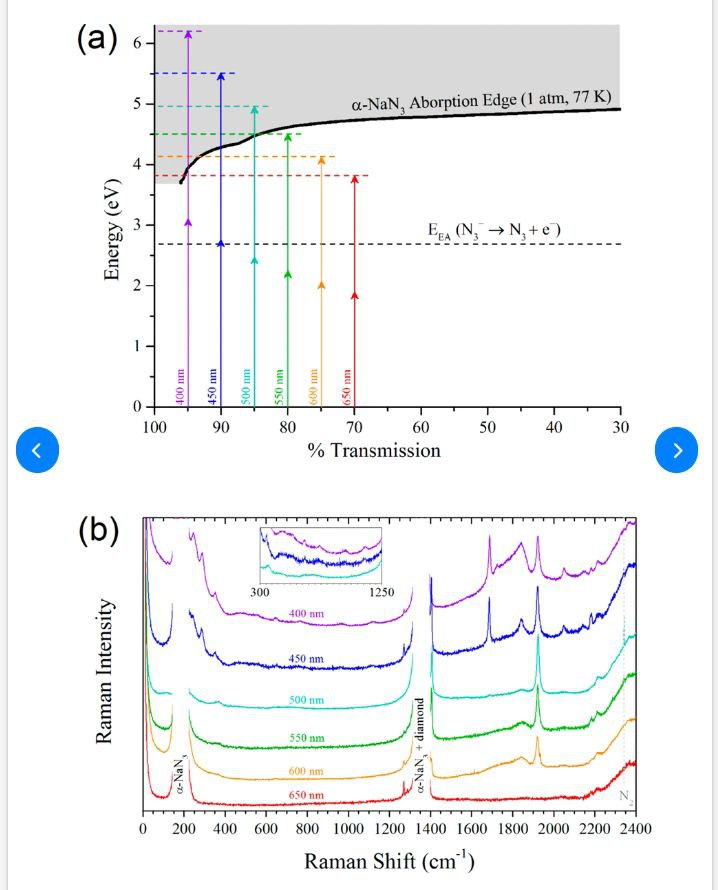 (a)
6
5
4
3
2
1
0
Energy (eV)
α-NaN₃ Aborption Edge (1 atm, 77 K)
E_EA (N₃⁻ → N₃ + e⁻)
400 nm
450 nm
500 nm
550 nm
600 nm
650 nm
100 90 80 70 60 50 40 30
% Transmission
(b)
Raman Intensity
300 1250
400 nm
450 nm
500 nm
550 nm
600 nm
650 nm
α-NaN₃
α-NaN₃ + diamond
N₂
0 200 400 600 800 1000 1200 1400 1600 1800 2000 2200 2400
Raman Shift (cm⁻¹)